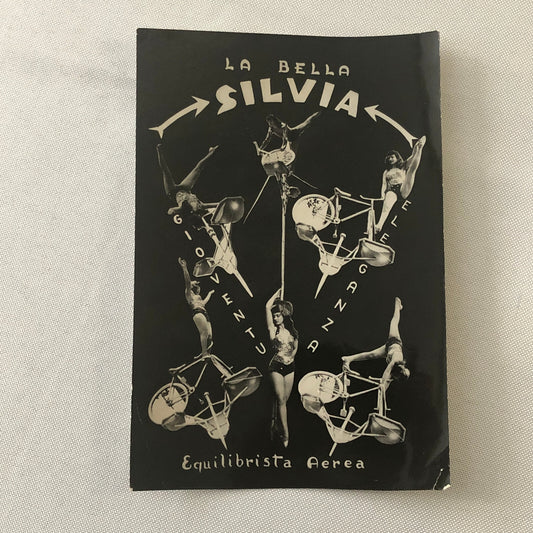 LA BELLA
SILVIA
GIOVENTU
ELEGANZA
Equilibrista Aerea